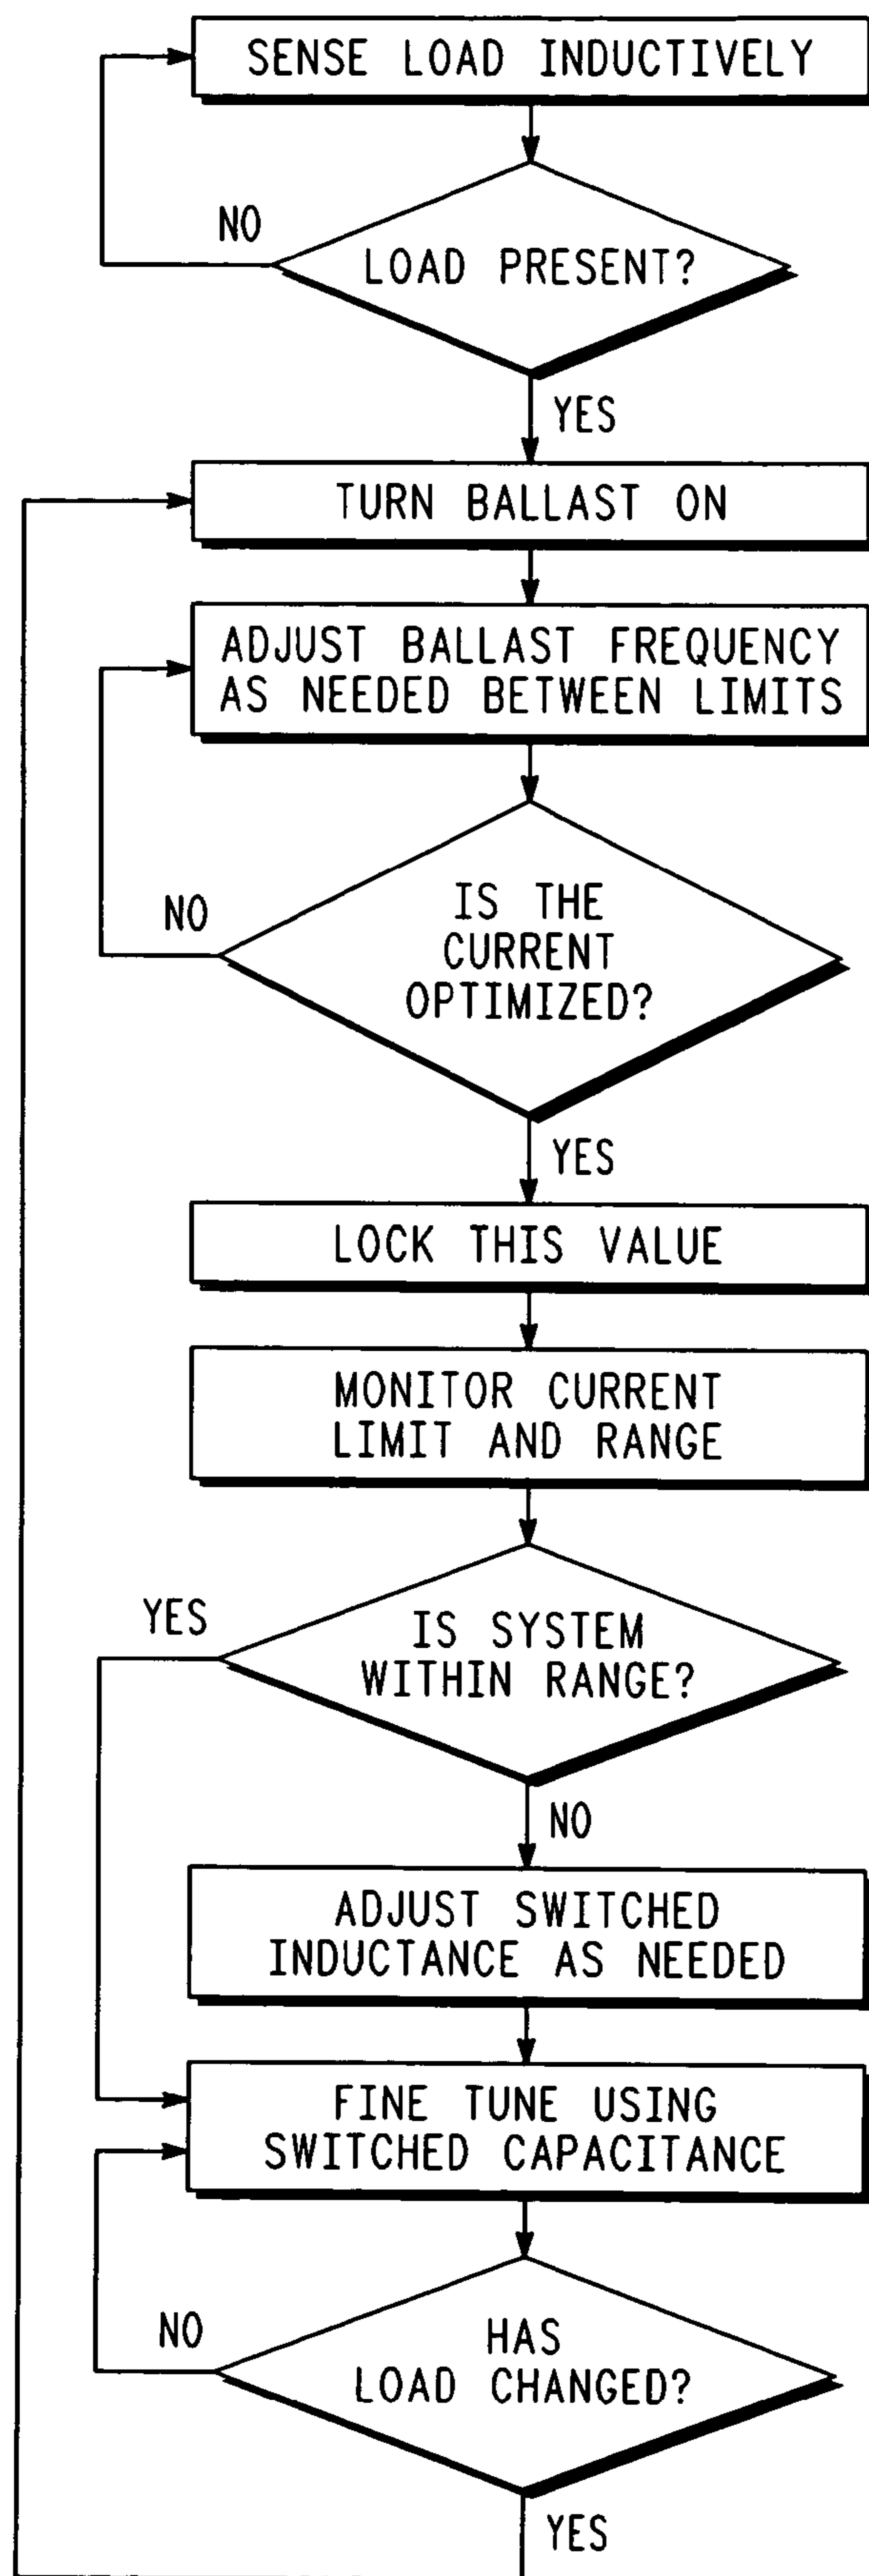 SENSE LOAD INDUCTIVELY
NO
LOAD PRESENT?
YES
TURN BALLAST ON
ADJUST BALLAST FREQUENCY
AS NEEDED BETWEEN LIMITS
NO
IS THE
CURRENT
OPTIMIZED?
YES
LOCK THIS VALUE
MONITOR CURRENT
LIMIT AND RANGE
YES
IS SYSTEM
WITHIN RANGE?
NO
ADJUST SWITCHED
INDUCTANCE AS NEEDED
FINE TUNE USING
SWITCHED CAPACITANCE
NO
HAS
LOAD CHANGED?
YES